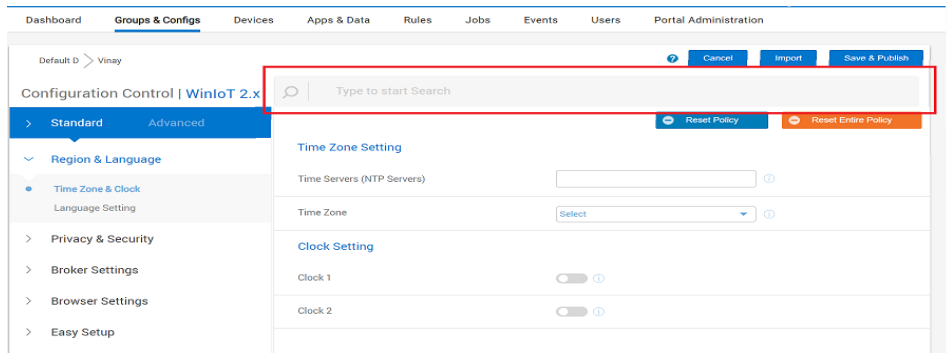 Dashboard Groups & Configs Devices Apps & Data Rules Jobs Events Users Portal Administration
Default D Vinay
Cancel Import Save & Publish
Configuration Control | WinIoT 2.x
Type to start Search
Standard Advanced
Reset Policy Reset Entire Policy
Time Zone Setting
Region & Language
Time Servers (NTP Servers)
Time Zone & Clock
Language Setting
Time Zone Select
Privacy & Security
Clock Setting
Broker Settings
Clock 1
Browser Settings
Clock 2
Easy Setup